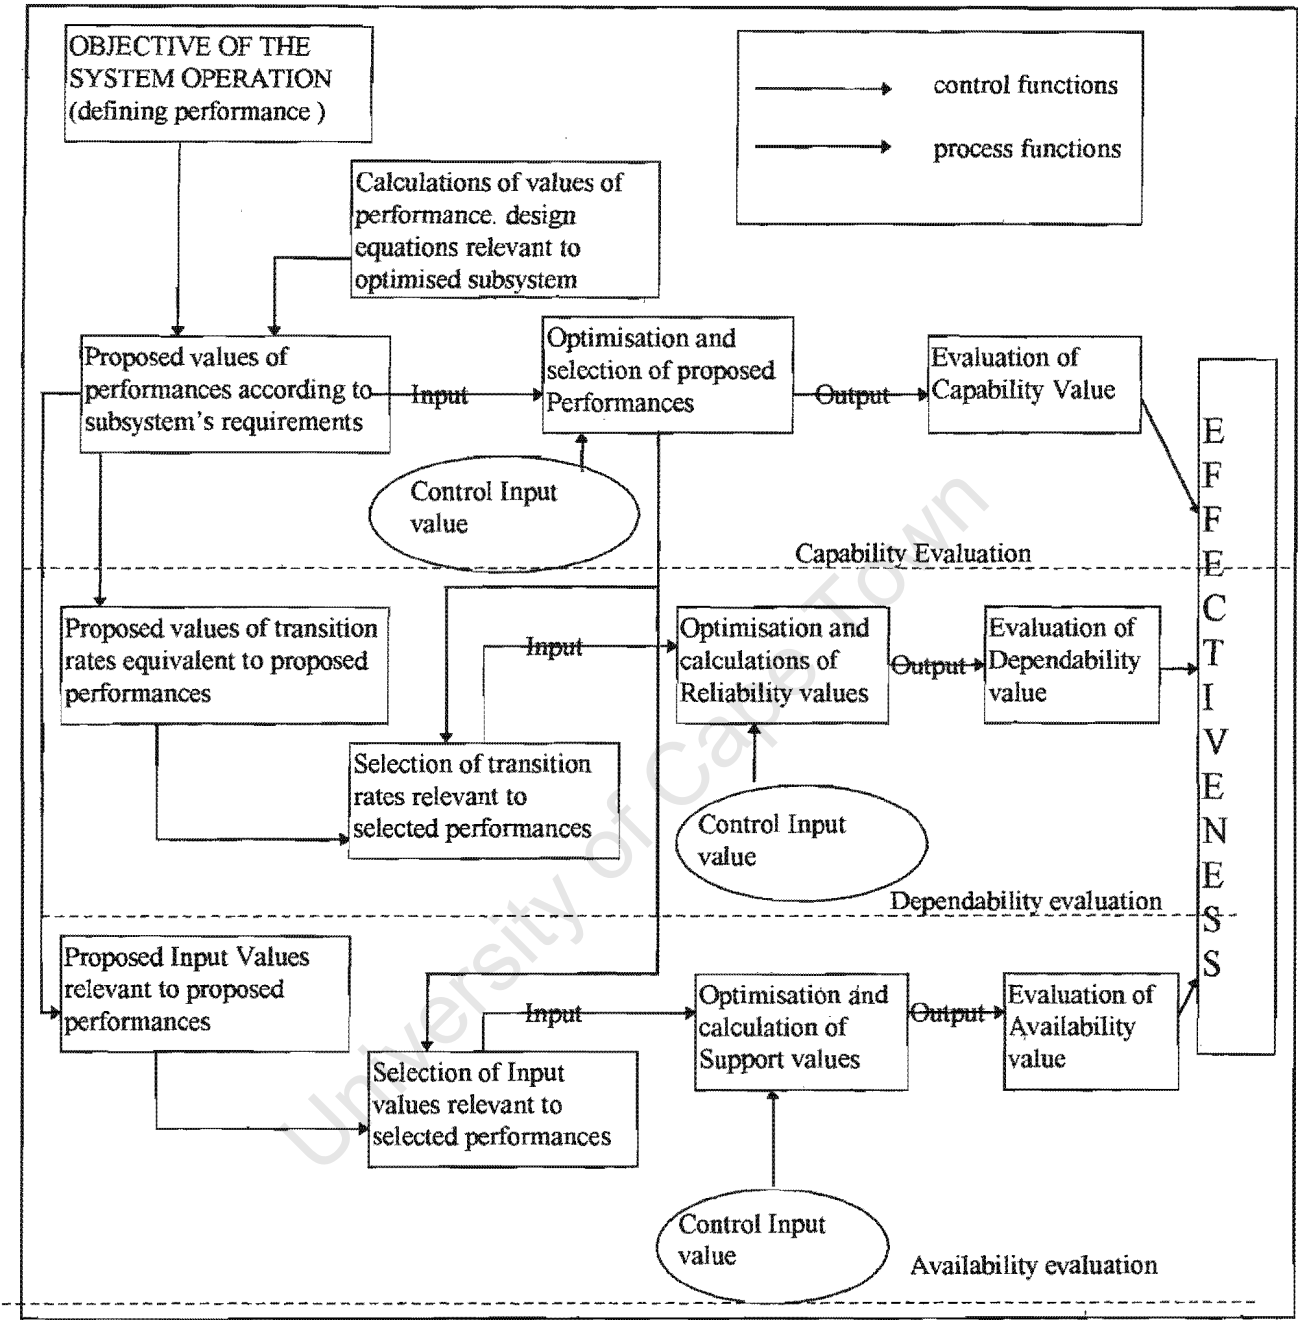 OBJECTIVE OF THE
SYSTEM OPERATION
(defining performance )
control functions
process functions
Calculations of values of
performance. design
equations relevant to
optimised subsystem
Proposed values of
performances according to
subsystem's requirements
Input
Optimisation and
selection of proposed
Performances
Output
Evaluation of
Capability Value
Control Input
value
Capability Evaluation
Proposed values of transition
rates equivalent to proposed
performances
Input
Optimisation and
calculations of
Reliability values
Output
Evaluation of
Dependability
value
Selection of transition
rates relevant to
selected performances
Control Input
value
Dependability evaluation
Proposed Input Values
relevant to proposed
performances
Input
Optimisation and
calculation of
Support values
Output
Evaluation of
Availability
value
Selection of Input
values relevant to
selected performances
Control Input
value
Availability evaluation
E
F
F
E
C
T
I
V
E
N
E
S
S
University of Cape Town